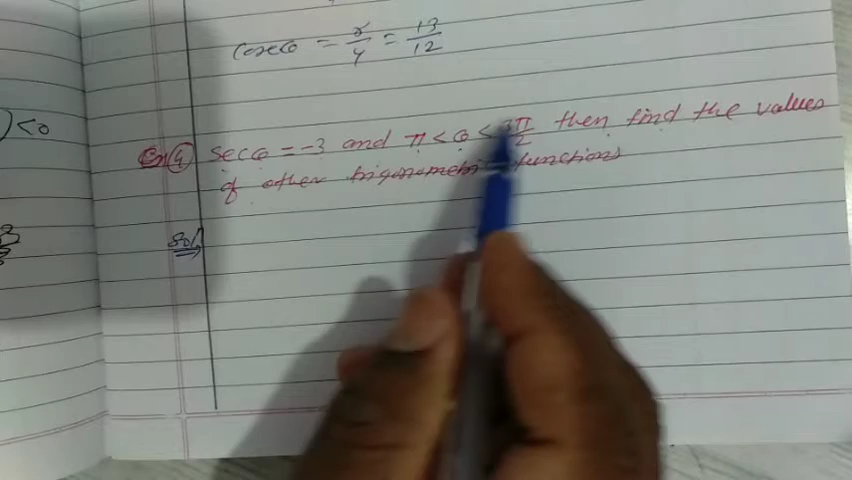 cosecθ = r/y = 13/12
) < 0
Ex ④ secθ = -3 and π < θ < 3π/2 then find the values
of other trigonometric functions
Sol